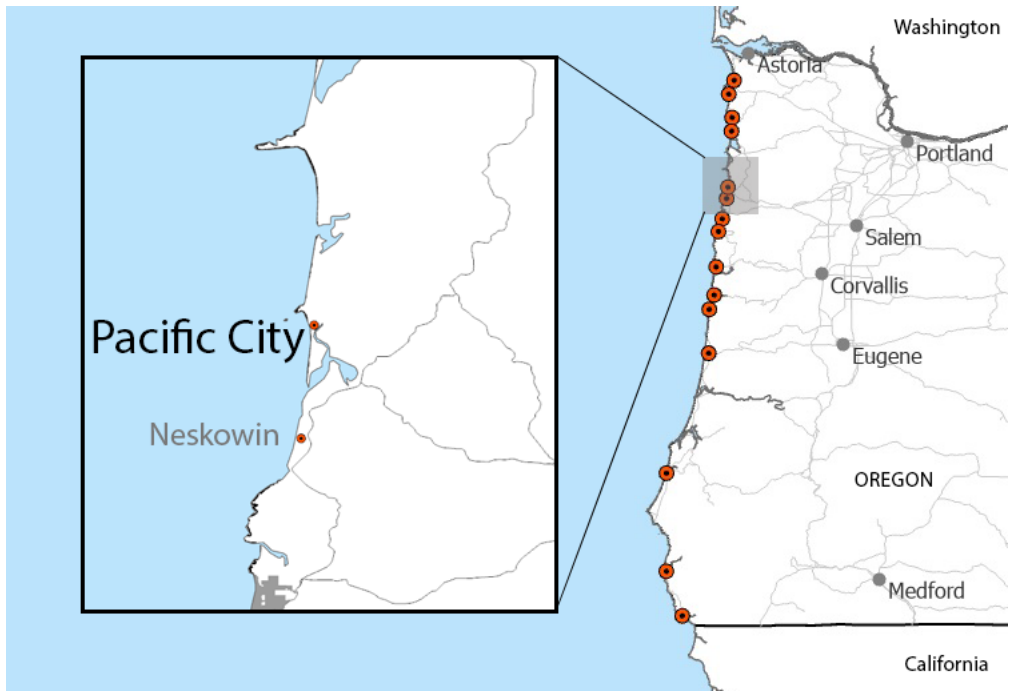 Washington
Astoria
Portland
Salem
Corvallis
Pacific City
Eugene
Neskowin
OREGON
Medford
California